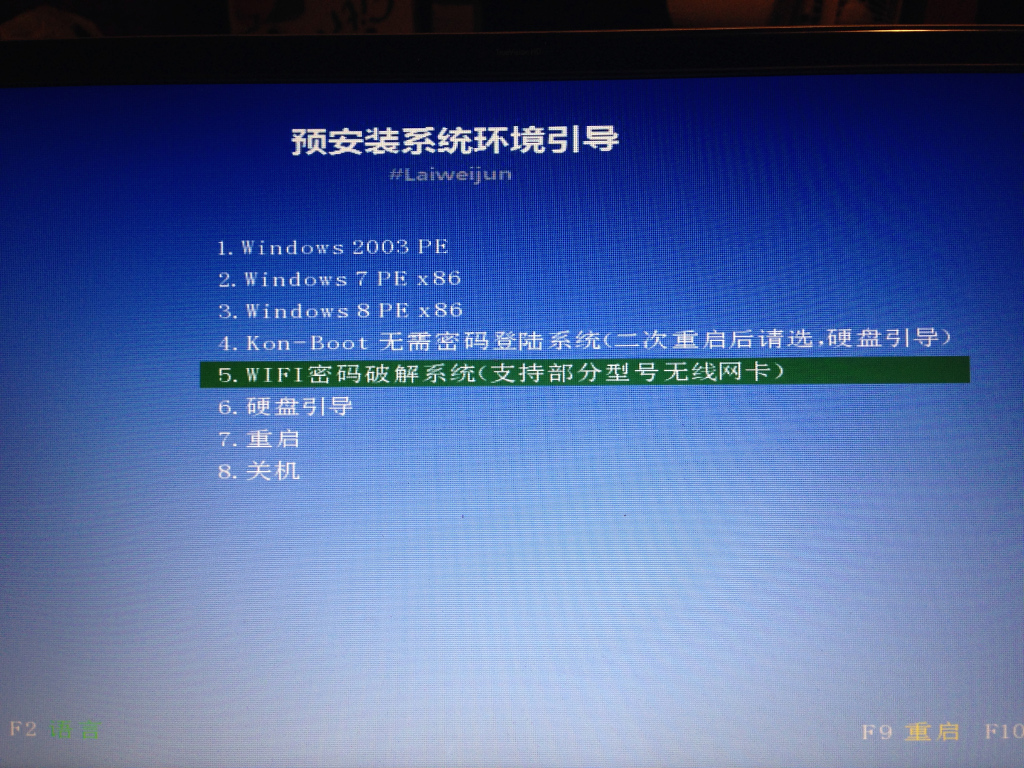 预安装系统环境引导
#Laiweijun
1. Windows 2003 PE
2. Windows 7 PE x86
3. Windows 8 PE x86
4. Kon-Boot 无需密码登陆系统(二次重启后请选,硬盘引导)
5. WIFI密码破解系统(支持部分型号无线网卡)
6. 硬盘引导
7. 重启
8. 关机
F2 语言 F9 重启 F10